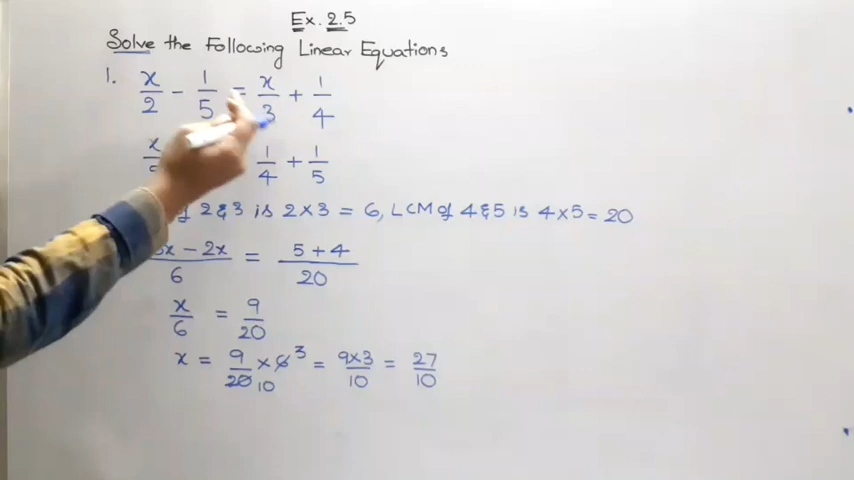 Ex. 2.5
Solve the Following Linear Equations
1. x/2 - 1/5 = x/3 + 1/4
x/ 1/4 + 1/5
2 & 3 is 2 × 3 = 6, LCM of 4 & 5 is 4 × 5 = 20
x - 2x/6 = 5 + 4/20
x/6 = 9/20
x = 9/20 10 × 6 3 = 9×3/10 = 27/10